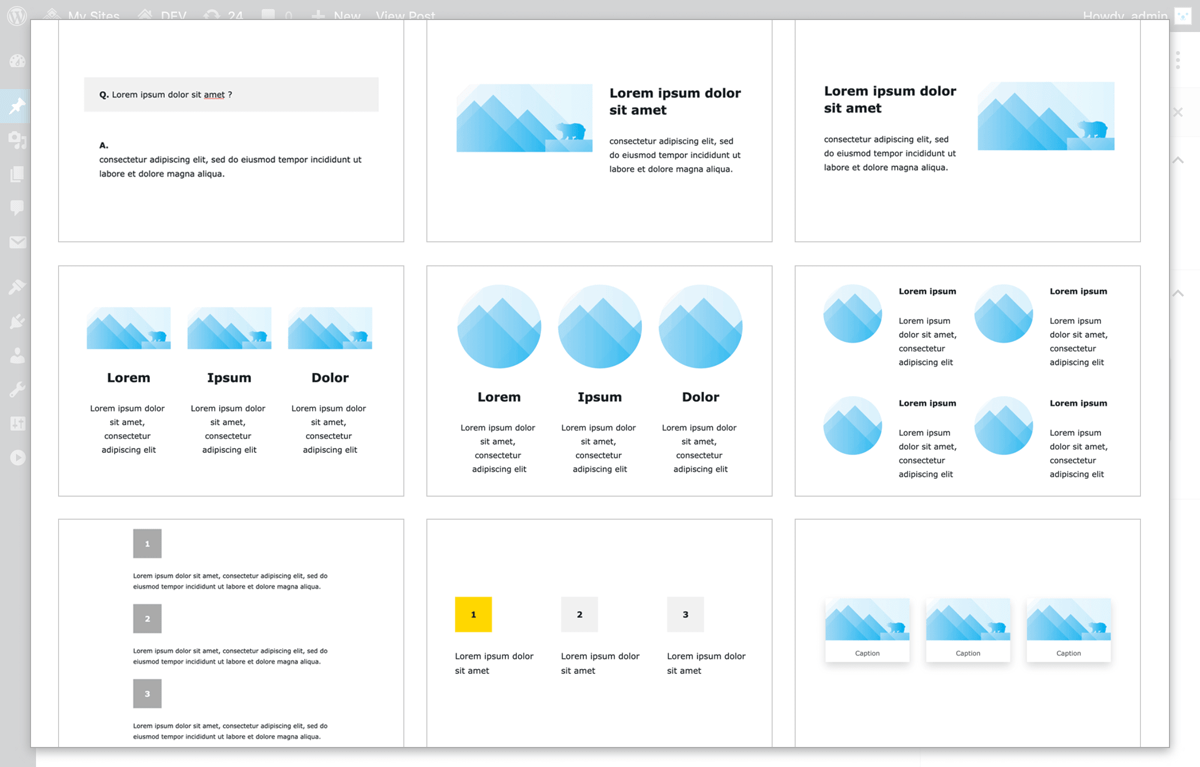 My Sites DEV 24 0 New View Post Howdy, admin
Q. Lorem ipsum dolor sit amet ?
A.
consectetur adipiscing elit, sed do eiusmod tempor incididunt ut
labore et dolore magna aliqua.
Lorem ipsum dolor
sit amet
consectetur adipiscing elit, sed
do eiusmod tempor incididunt ut
labore et dolore magna aliqua.
Lorem ipsum dolor
sit amet
consectetur adipiscing elit, sed
do eiusmod tempor incididunt ut
labore et dolore magna aliqua.
Lorem
Lorem ipsum dolor
sit amet,
consectetur
adipiscing elit
Ipsum
Lorem ipsum dolor
sit amet,
consectetur
adipiscing elit
Dolor
Lorem ipsum dolor
sit amet,
consectetur
adipiscing elit
Lorem
Lorem ipsum dolor
sit amet,
consectetur
adipiscing elit
Ipsum
Lorem ipsum dolor
sit amet,
consectetur
adipiscing elit
Dolor
Lorem ipsum dolor
sit amet,
consectetur
adipiscing elit
Lorem ipsum
Lorem ipsum
dolor sit amet,
consectetur
adipiscing elit
Lorem ipsum
Lorem ipsum
dolor sit amet,
consectetur
adipiscing elit
Lorem ipsum
Lorem ipsum
dolor sit amet,
consectetur
adipiscing elit
Lorem ipsum
Lorem ipsum
dolor sit amet,
consectetur
adipiscing elit
1
Lorem ipsum dolor sit amet, consectetur adipiscing elit, sed do
eiusmod tempor incididunt ut labore et dolore magna aliqua.
2
Lorem ipsum dolor sit amet, consectetur adipiscing elit, sed do
eiusmod tempor incididunt ut labore et dolore magna aliqua.
3
Lorem ipsum dolor sit amet, consectetur adipiscing elit, sed do
eiusmod tempor incididunt ut labore et dolore magna aliqua.
1
Lorem ipsum dolor
sit amet
2
Lorem ipsum dolor
sit amet
3
Lorem ipsum dolor
sit amet
Caption
Caption
Caption